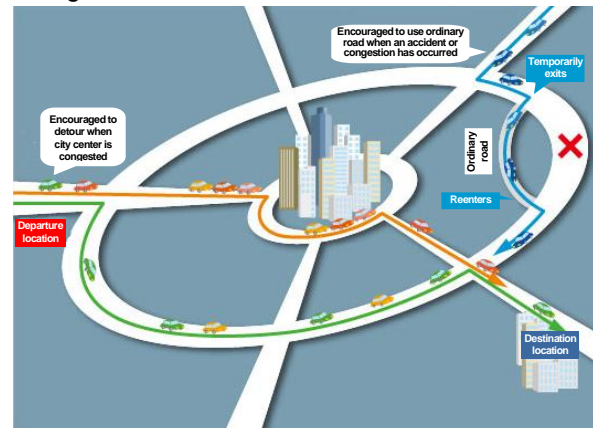 Encouraged to use ordinary
road when an accident or
congestion has occurred
Temporarily
exits
Encouraged to
detour when
city center is
congested
Ordinary
road
Reenters
Departure
location
Destination
location